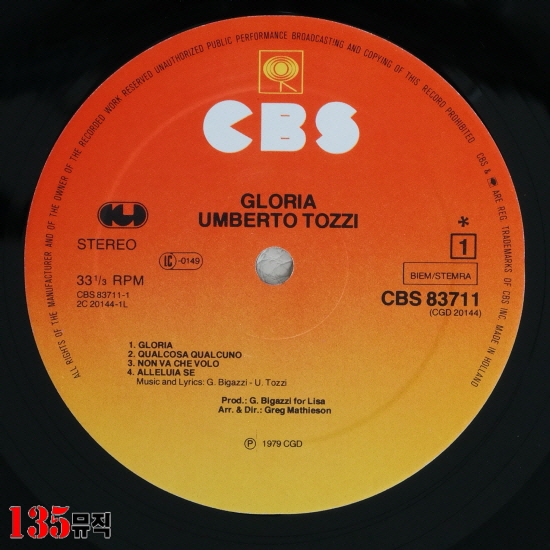 ALL RIGHTS OF THE MANUFACTURER AND OF THE OWNER OF THE RECORDED WORK RESERVED UNAUTHORIZED PUBLIC PERFORMANCE BROADCASTING AND COPYING OF THIS RECORD PROHIBITED CBS & ARE REG. TRADEMARKS OF CBS INC. MADE IN HOLLAND
CBS
GLORIA
UMBERTO TOZZI
STEREO
*
1
LC -0149
BIEM/STEMRA
33 1/3 RPM
CBS 83711-1
2C 20144-1L
CBS 83711
(CGD 20144)
1. GLORIA
2. QUALCOSA QUALCUNO
3. NON VA CHE VOLO
4. ALLELUIA SE
Music and Lyrics: G. Bigazzi - U. Tozzi
Prod.: G. Bigazzi for Lisa
Arr. & Dir.: Greg Mathieson
Ⓟ 1979 CGD
135뮤직